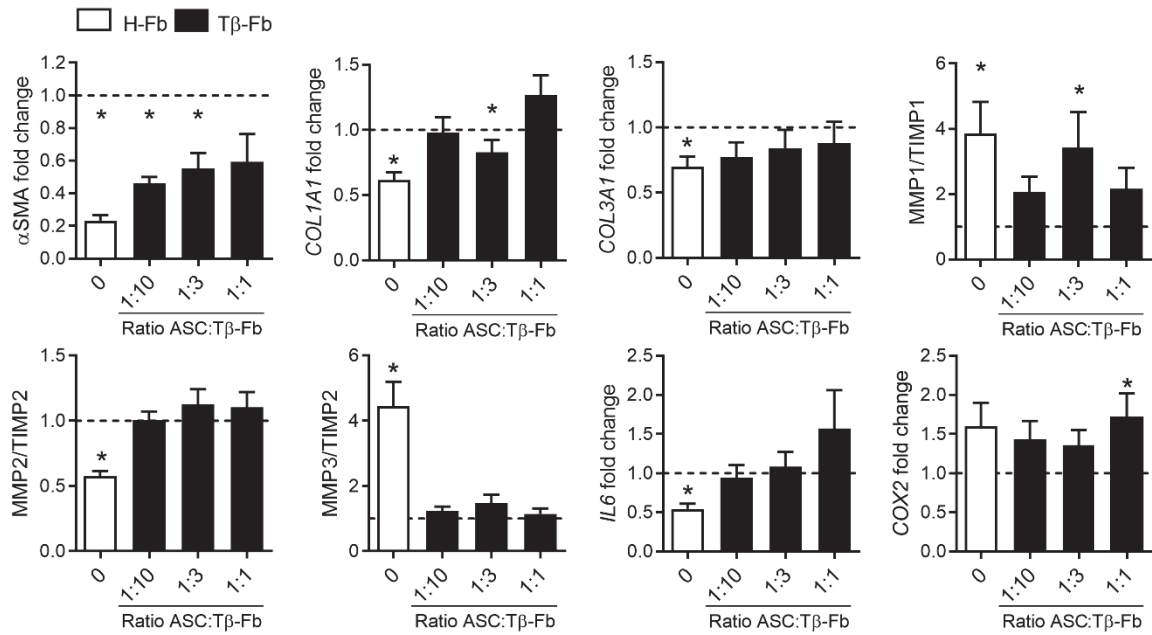 H-Fb Tβ-Fb
αSMA fold change
1.2
1.0
0.8
0.6
0.4
0.2
0.0
* * *
0 1:10 1:3 1:1
Ratio ASC:Tβ-Fb
COL1A1 fold change
1.5
1.0
0.5
0.0
* *
0 1:10 1:3 1:1
Ratio ASC:Tβ-Fb
COL3A1 fold change
1.5
1.0
0.5
0.0
*
0 1:10 1:3 1:1
Ratio ASC:Tβ-Fb
MMP1/TIMP1
6
4
2
0
* *
0 1:10 1:3 1:1
Ratio ASC:Tβ-Fb
MMP2/TIMP2
1.5
1.0
0.5
0.0
*
0 1:10 1:3 1:1
Ratio ASC:Tβ-Fb
MMP3/TIMP2
6
4
2
0
*
0 1:10 1:3 1:1
Ratio ASC:Tβ-Fb
IL6 fold change
2.5
2.0
1.5
1.0
0.5
0.0
*
0 1:10 1:3 1:1
Ratio ASC:Tβ-Fb
COX2 fold change
2.5
2.0
1.5
1.0
0.5
0.0
*
0 1:10 1:3 1:1
Ratio ASC:Tβ-Fb